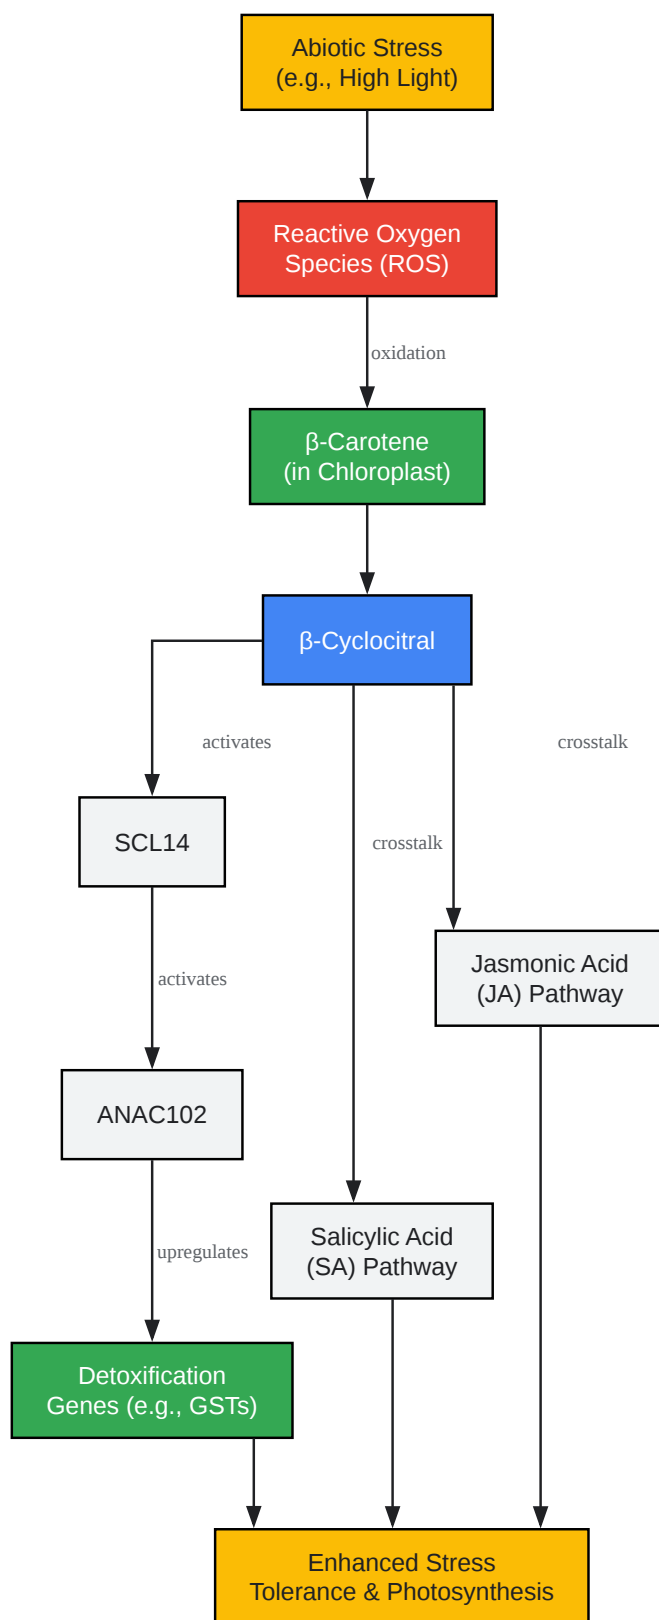 Abiotic Stress
(e.g., High Light)
Reactive Oxygen
Species (ROS)
oxidation
β-Carotene
(in Chloroplast)
β-Cyclocitral
activates
crosstalk
SCL14
crosstalk
Jasmonic Acid
(JA) Pathway
activates
ANAC102
Salicylic Acid
(SA) Pathway
upregulates
Detoxification
Genes (e.g., GSTs)
Enhanced Stress
Tolerance & Photosynthesis